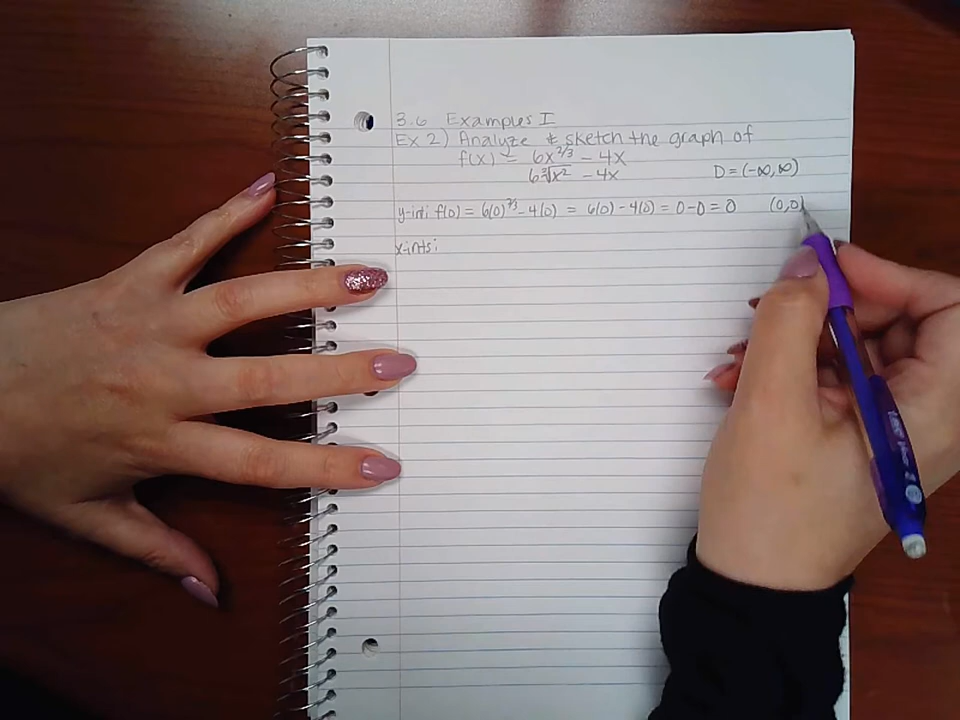 3.6 Examples I
Ex 2) Analyze & sketch the graph of
f(x) = 6x^{2/3} - 4x
6∛x² - 4x D = (-∞, ∞)
y-int: f(0) = 6(0)^{2/3} - 4(0) = 6(0) - 4(0) = 0 - 0 = 0 (0,0)
x-ints: